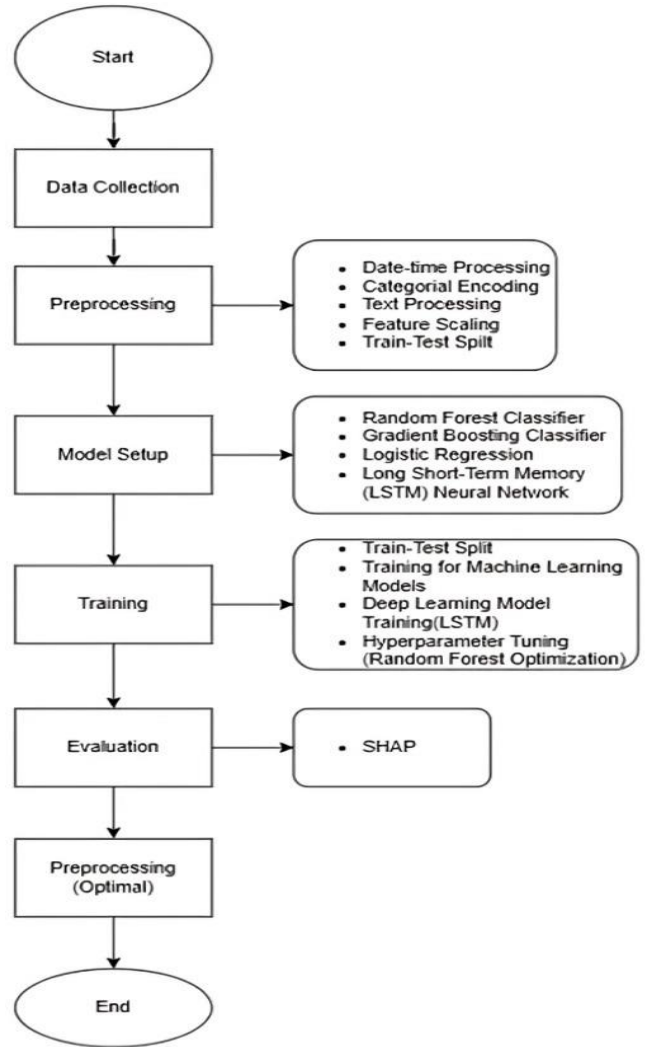 Start
Data Collection
Preprocessing
• Date-time Processing
• Categorial Encoding
• Text Processing
• Feature Scaling
• Train-Test Spilt
Model Setup
• Random Forest Classifier
• Gradient Boosting Classifier
• Logistic Regression
• Long Short-Term Memory
(LSTM) Neural Network
Training
• Train-Test Split
• Training for Machine Learning
Models
• Deep Learning Model
Training(LSTM)
• Hyperparameter Tuning
(Random Forest Optimization)
Evaluation
• SHAP
Preprocessing
(Optimal)
End